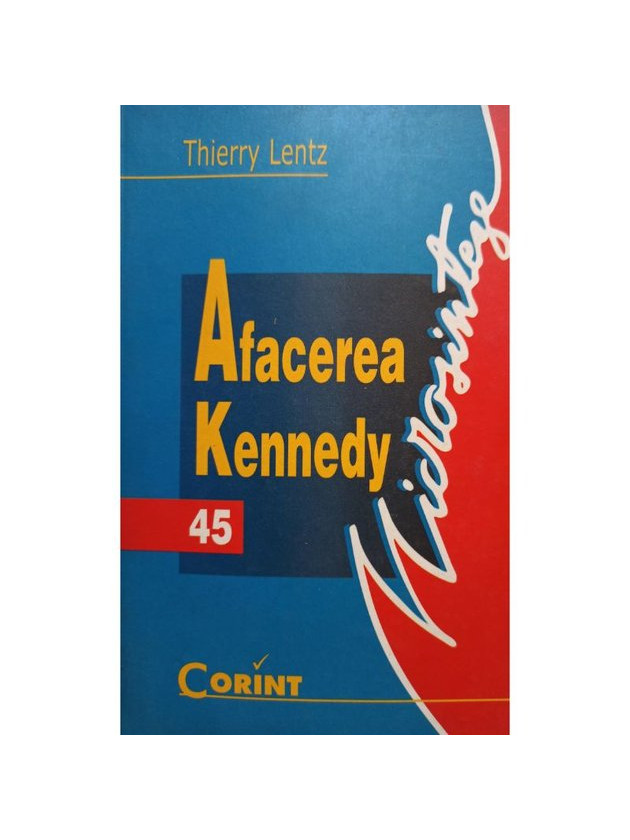 Thierry Lentz
Afacerea
Kennedy
45
Microsinteze
CORINT